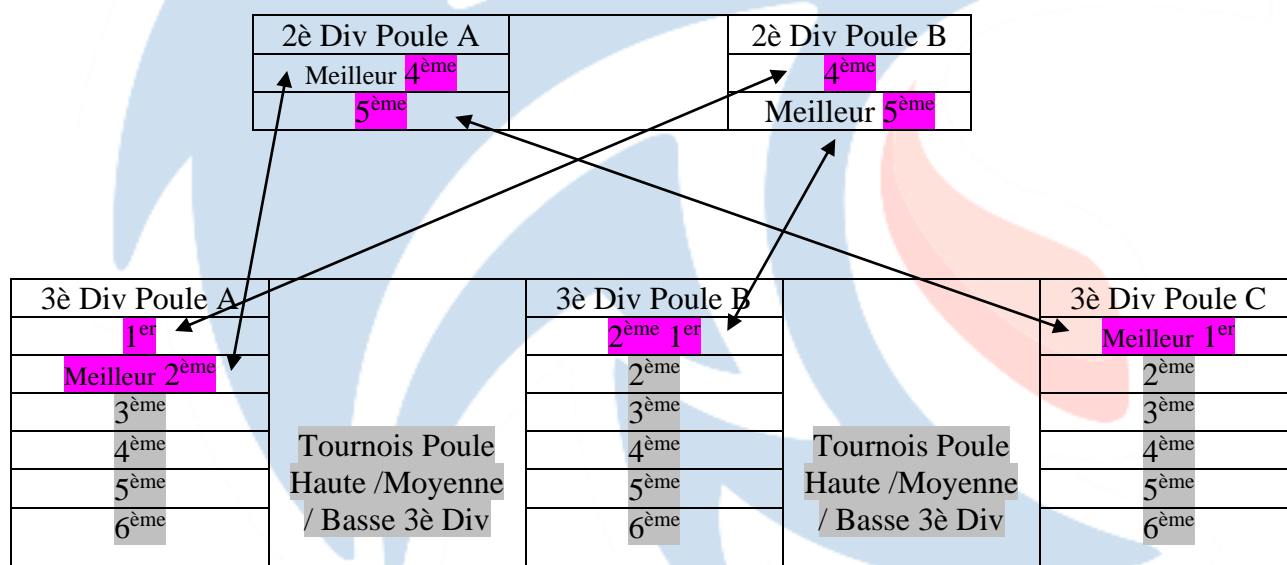 2è Div Poule A
2è Div Poule B
Meilleur 4ème
4ème
5ème
Meilleur 5ème
3è Div Poule A
3è Div Poule B
3è Div Poule C
1er
2ème 1er
Meilleur 1er
Meilleur 2ème
2ème
2ème
3ème
3ème
3ème
4ème
Tournois Poule
4ème
Tournois Poule
4ème
5ème
Haute /Moyenne
5ème
Haute /Moyenne
5ème
6ème
/ Basse 3è Div
6ème
/ Basse 3è Div
6ème